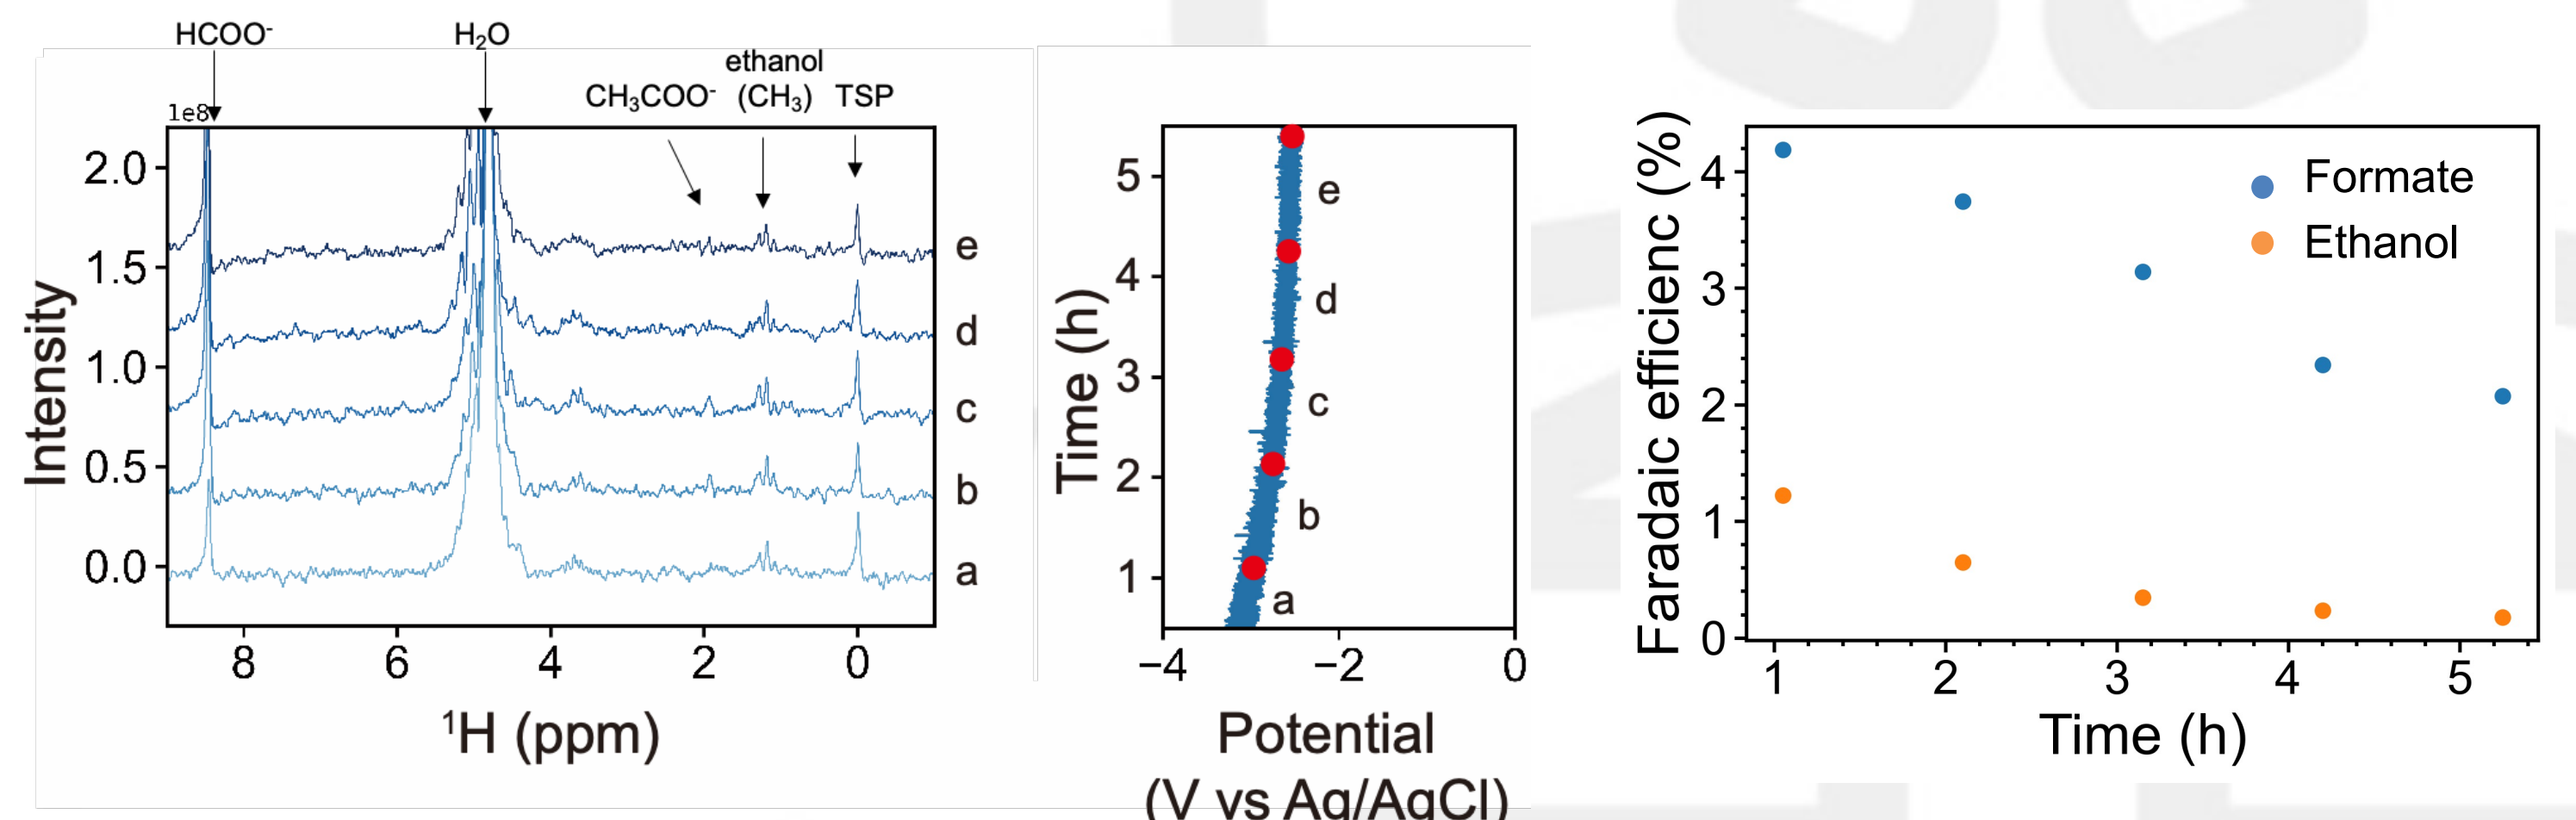 HCOO⁻
H₂O
ethanol
CH₃COO⁻ (CH₃) TSP
1e8
2.0
1.5
1.0
0.5
0.0
Intensity
e
d
c
b
a
8 6 4 2 0
¹H (ppm)
5
4
3
2
1
Time (h)
e
d
c
b
a
−4 −2 0
Potential
(V vs Ag/AgCl)
Faradaic efficienc (%)
4
3
2
1
0
Formate
Ethanol
1 2 3 4 5
Time (h)